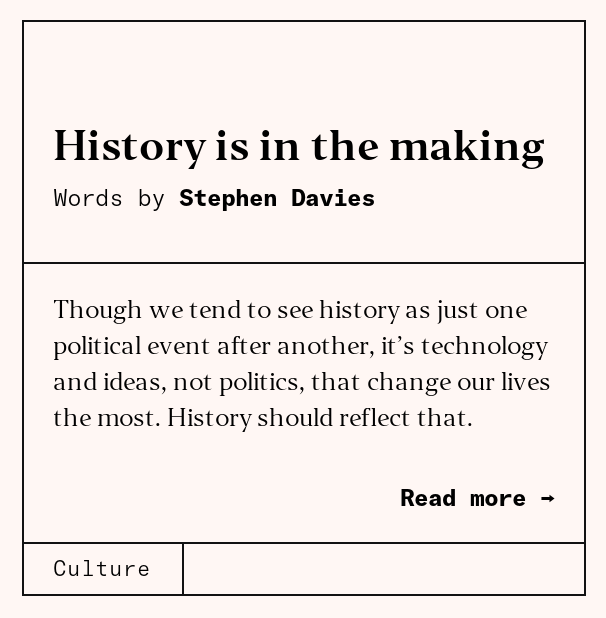 History is in the making
Words by Stephen Davies
Though we tend to see history as just one
political event after another, it’s technology
and ideas, not politics, that change our lives
the most. History should reflect that.
Read more →
Culture